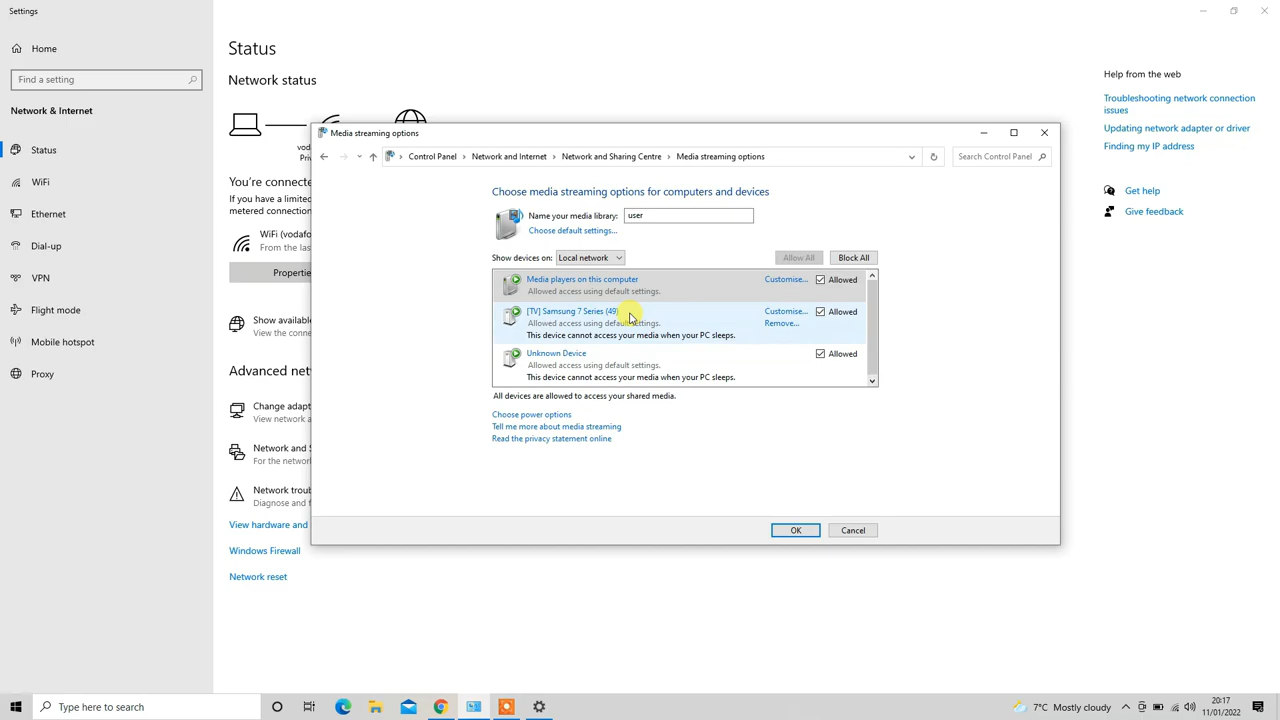 Settings
Home
Find a setting
Network & Internet
Status
WiFi
Ethernet
Dial-up
VPN
Flight mode
Mobile hotspot
Proxy
Status
Network status
You're connecte
If you have a limited
metered connection
WiFi (vodafo
From the las
Properti
Show availabl
View the conne
Advanced net
Change adapt
View network a
Network and S
For the network
Network trou
Diagnose and f
View hardware and
Windows Firewall
Network reset
Media streaming options
Control Panel > Network and Internet > Network and Sharing Centre > Media streaming options
Search Control Panel
Choose media streaming options for computers and devices
Name your media library: user
Choose default settings...
Show devices on: Local network
Allow All
Block All
Media players on this computer
Customise...
Allowed
Allowed access using default settings.
[TV] Samsung 7 Series (49)
Customise...
Allowed
Allowed access using default settings.
Remove...
This device cannot access your media when your PC sleeps.
Unknown Device
Allowed
Allowed access using default settings.
This device cannot access your media when your PC sleeps.
All devices are allowed to access your shared media.
Choose power options
Tell me more about media streaming
Read the privacy statement online
OK
Cancel
Help from the web
Troubleshooting network connection
issues
Updating network adapter or driver
Finding my IP address
Get help
Give feedback
Type here to search
7°C Mostly cloudy
20:17
11/01/2022